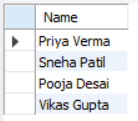 Name
Priya Verma
Sneha Patil
Pooja Desai
Vikas Gupta